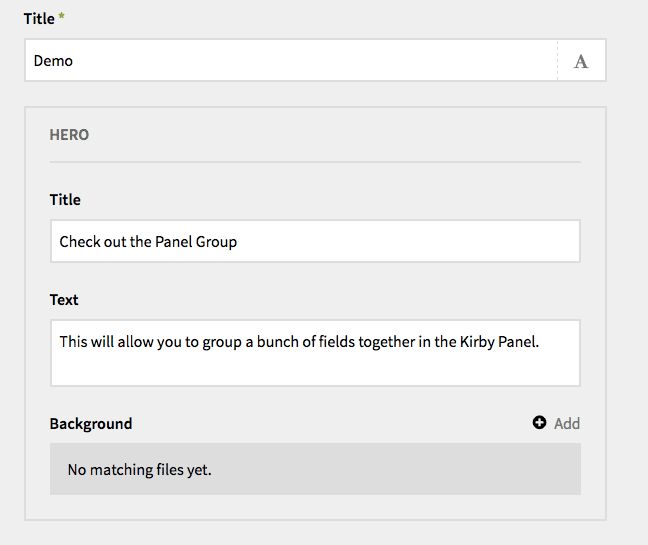 Title *
Demo
A
HERO
Title
Check out the Panel Group
Text
This will allow you to group a bunch of fields together in the Kirby Panel.
Background
Add
No matching files yet.